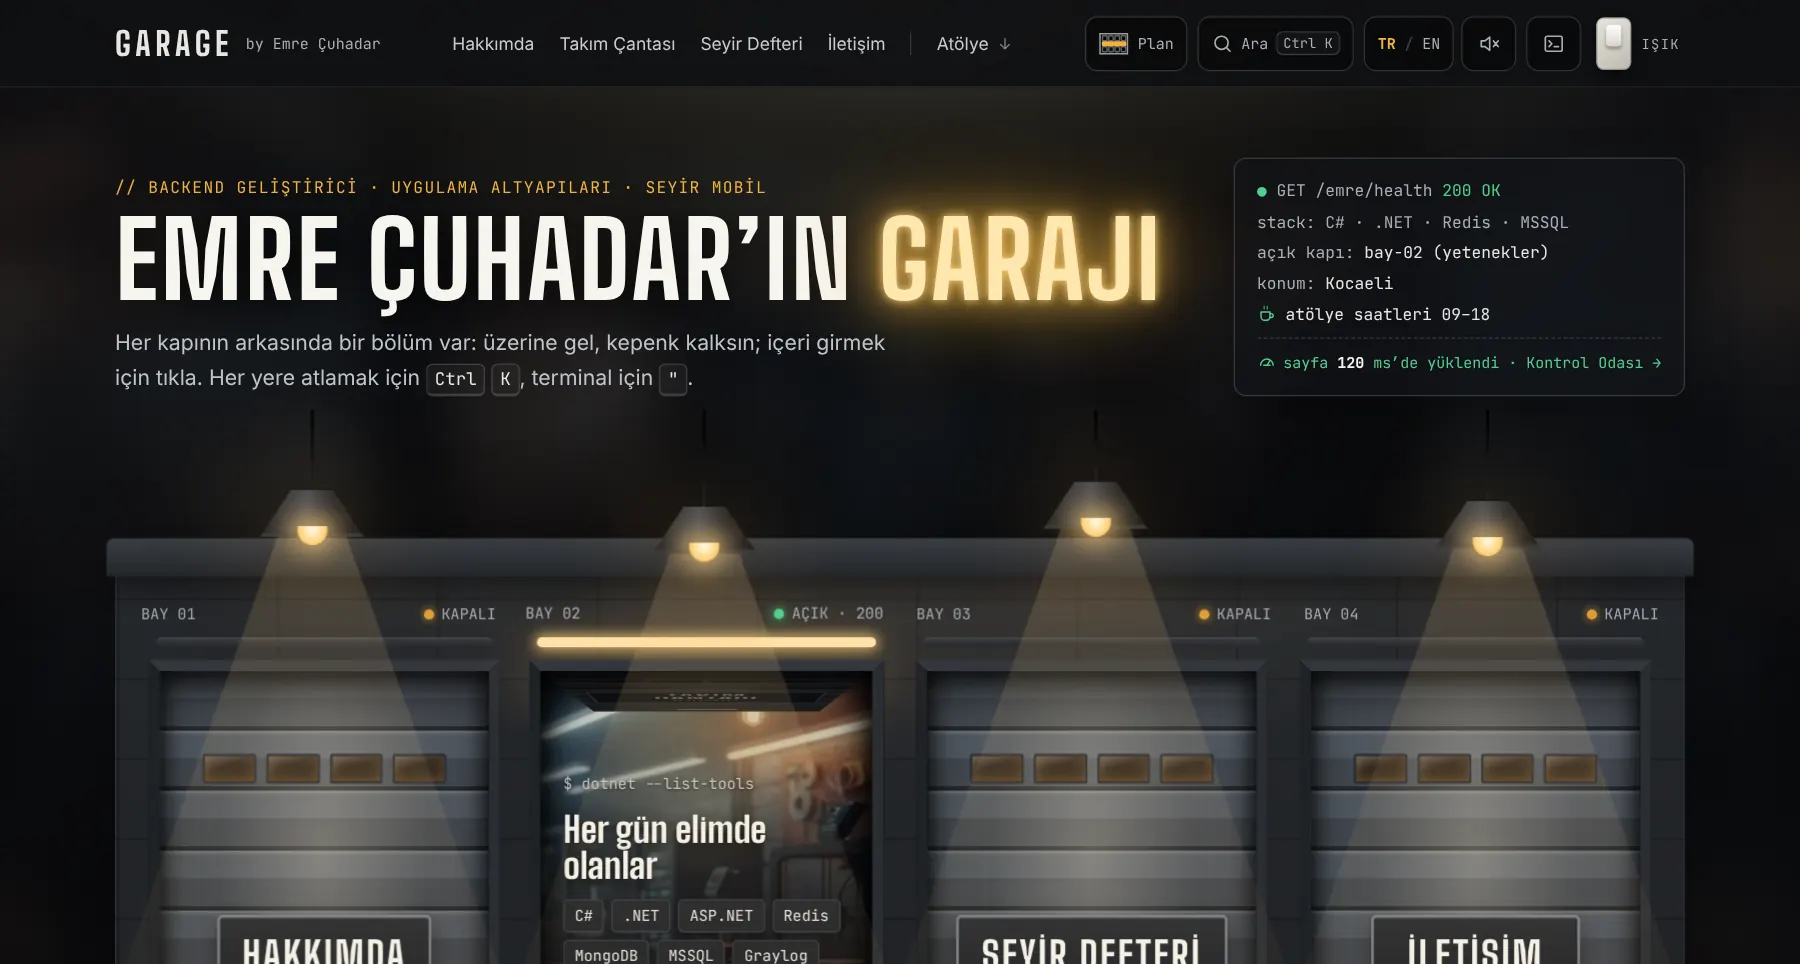 GARAGE by Emre Çuhadar
Hakkımda Takım Çantası Seyir Defteri İletişim Atölye ↓
Plan
Ara Ctrl K
TR / EN
IŞIK
// BACKEND GELİŞTİRİCİ · UYGULAMA ALTYAPILARI · SEYİR MOBİL
EMRE ÇUHADAR’IN GARAJI
Her kapının arkasında bir bölüm var: üzerine gel, kepenk kalksın; içeri girmek
için tıkla. Her yere atlamak için Ctrl K, terminal için ".
GET /emre/health 200 OK
stack: C# · .NET · Redis · MSSQL
açık kapı: bay-02 (yetenekler)
konum: Kocaeli
atölye saatleri 09–18
sayfa 120 ms’de yüklendi · Kontrol Odası →
BAY 01 KAPALI
BAY 02 AÇIK · 200
BAY 03 KAPALI
BAY 04 KAPALI
$ dotnet --list-tools
Her gün elimde
olanlar
C# .NET ASP.NET Redis
MongoDB MSSQL Graylog
HAKKIMDA
SEYİR DEFTERİ
İLETİŞİM